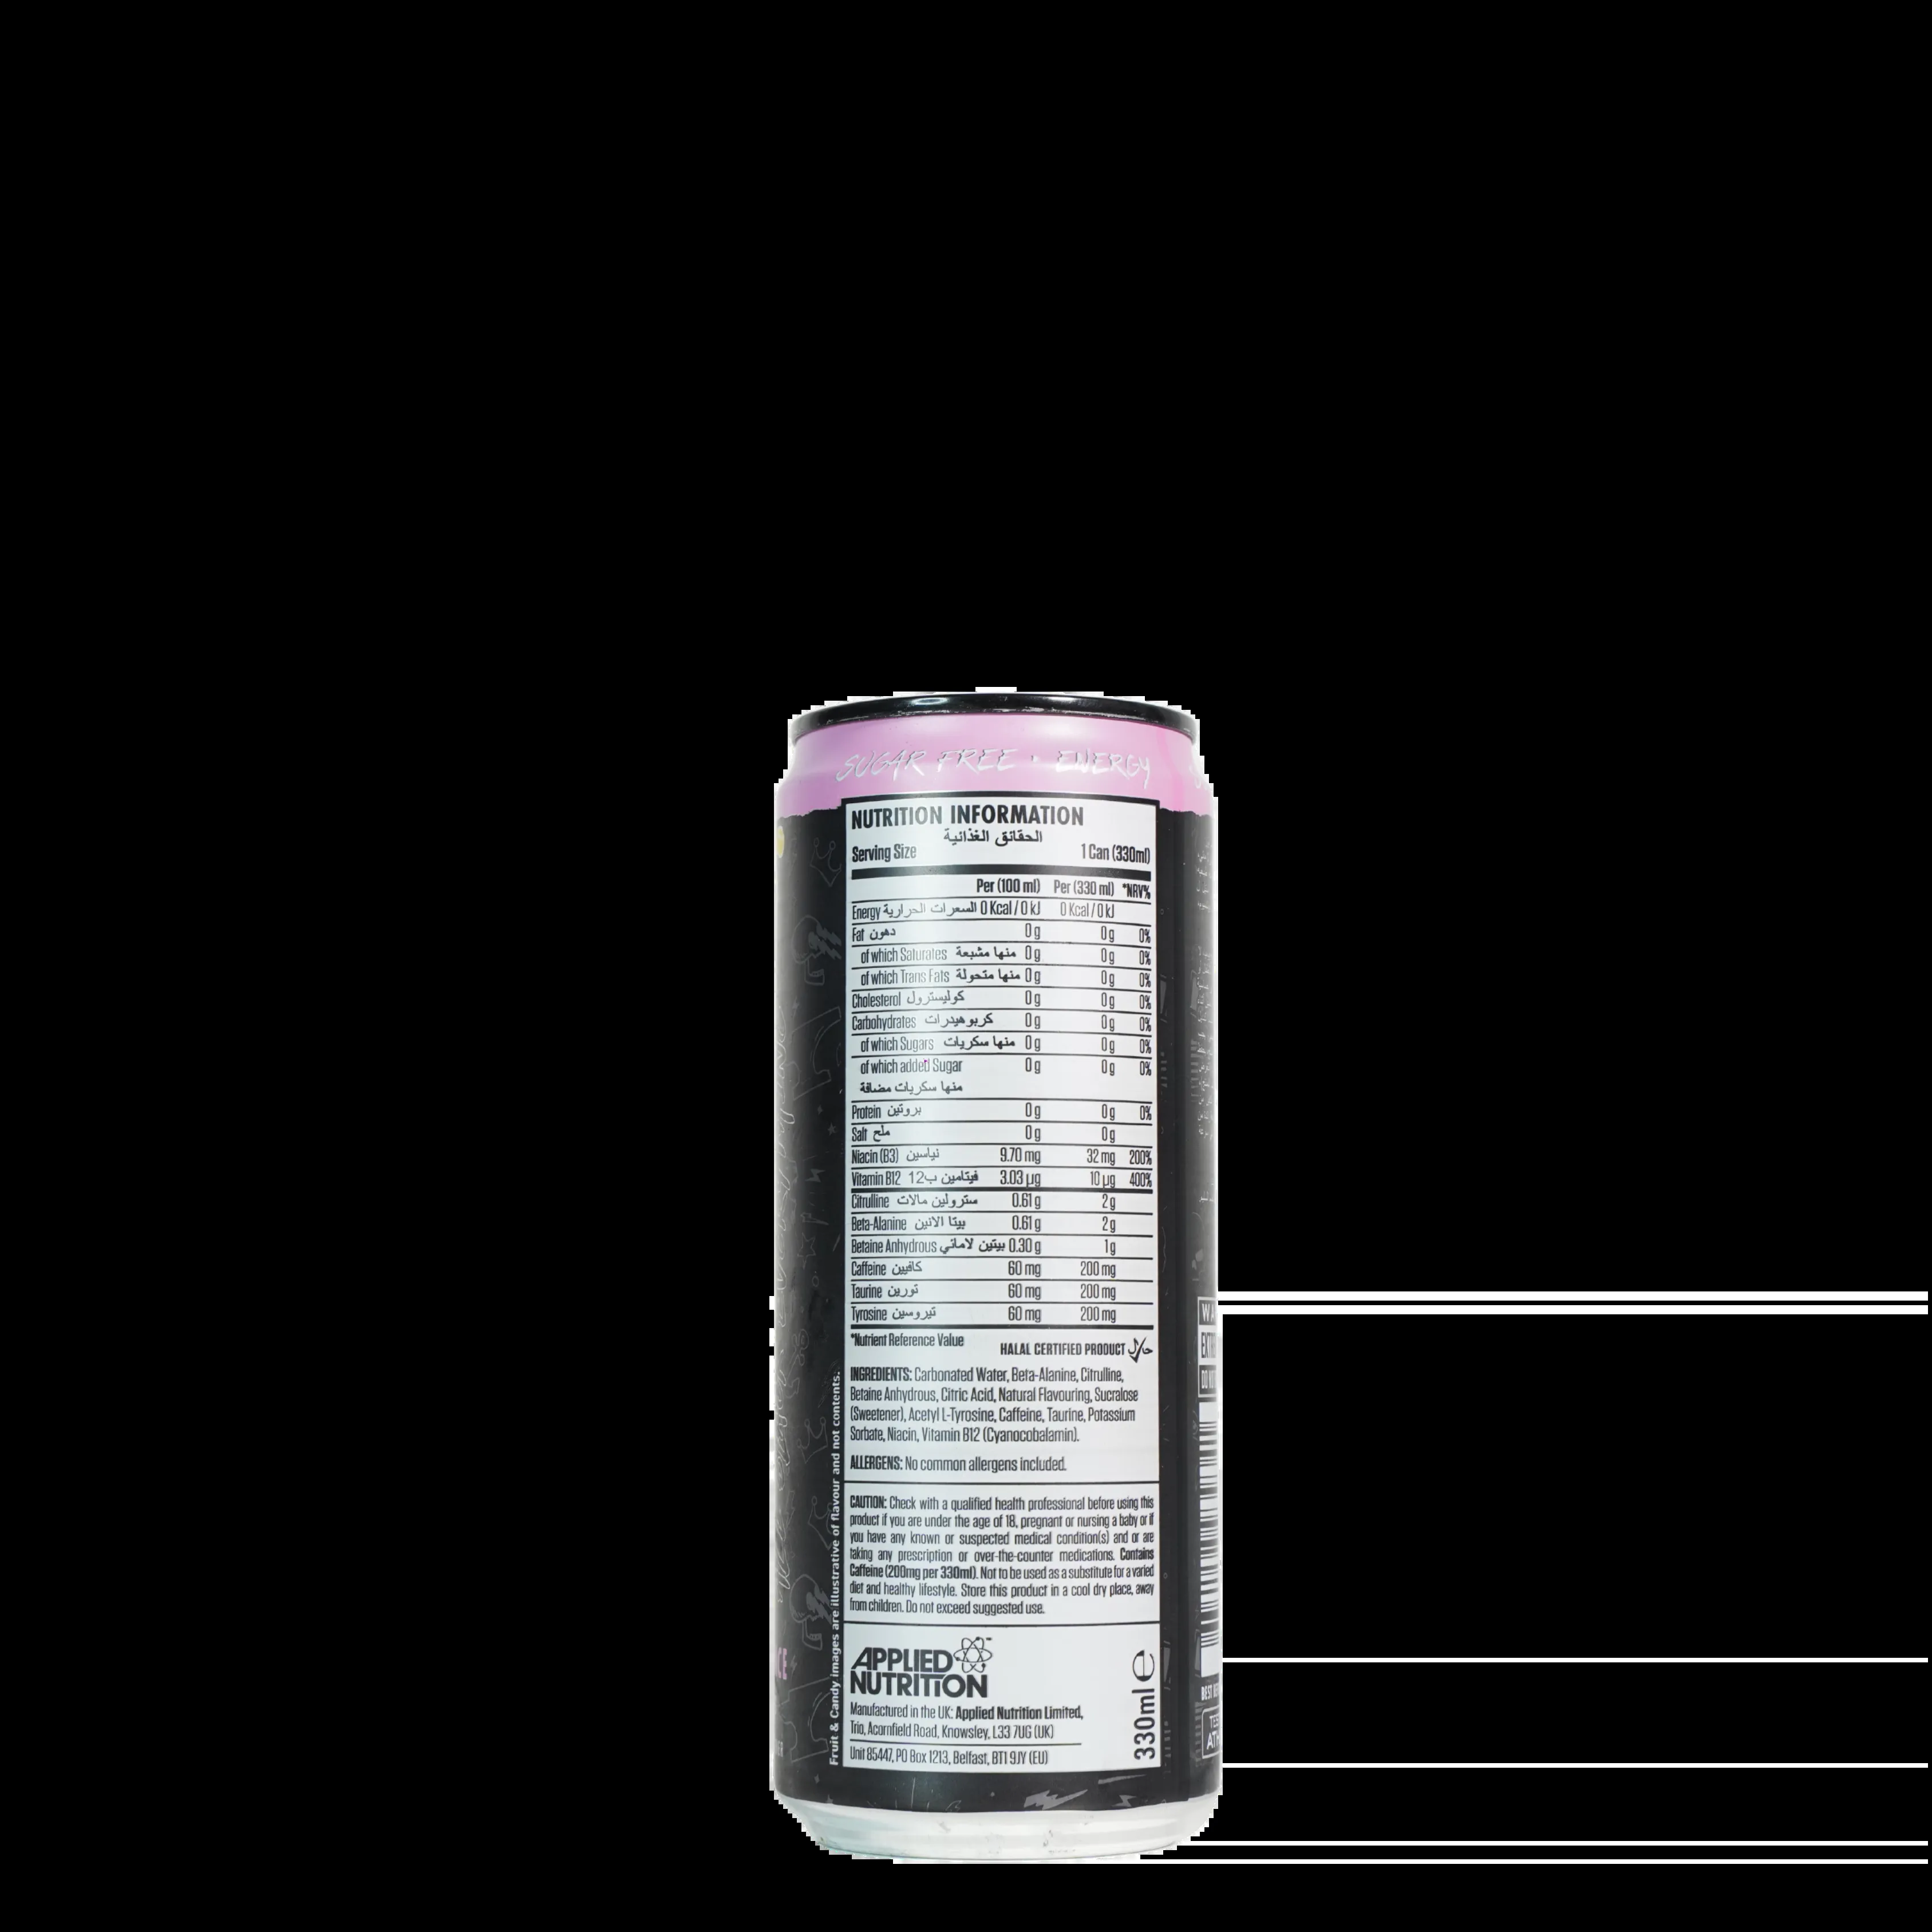 SUGAR FREE • ENERGY
NUTRITION INFORMATION
الحقائق الغذائية
Serving Size 1 Can (330ml)
Per (100 ml) Per (330 ml) *NRV%
Energy السعرات الحرارية 0 Kcal / 0 kJ 0 Kcal / 0 kJ
Fat دهون 0 g 0 g 0%
of which Saturates منها مشبعة 0 g 0 g 0%
of which Trans Fats منها متحولة 0 g 0 g 0%
Cholesterol كوليسترول 0 g 0 g 0%
Carbohydrates كربوهيدرات 0 g 0 g 0%
of which Sugars منها سكريات 0 g 0 g 0%
of which added Sugar 0 g 0 g 0%
منها سكريات مضافة
Protein بروتين 0 g 0 g 0%
Salt ملح 0 g 0 g
Niacin (B3) نياسين 9.70 mg 32 mg 200%
Vitamin B12 فيتامين ب12 3.03 µg 10 µg 400%
Citrulline سترولين مالات 0.61 g 2 g
Beta-Alanine بيتا الانين 0.61 g 2 g
Betaine Anhydrous بيتين لامائي 0.30 g 1 g
Caffeine كافيين 60 mg 200 mg
Taurine تورين 60 mg 200 mg
Tyrosine تيروسين 60 mg 200 mg
*Nutrient Reference Value
HALAL CERTIFIED PRODUCT حلال
INGREDIENTS: Carbonated Water, Beta-Alanine, Citrulline,
Betaine Anhydrous, Citric Acid, Natural Flavouring, Sucralose
(Sweetener), Acetyl L-Tyrosine, Caffeine, Taurine, Potassium
Sorbate, Niacin, Vitamin B12 (Cyanocobalamin).
ALLERGENS: No common allergens included.
CAUTION: Check with a qualified health professional before using this
product if you are under the age of 18, pregnant or nursing a baby or if
you have any known or suspected medical condition(s) and or are
taking any prescription or over-the-counter medications. Contains
Caffeine (200mg per 330ml). Not to be used as a substitute for a varied
diet and healthy lifestyle. Store this product in a cool dry place, away
from children. Do not exceed suggested use.
APPLIED
NUTRITION
Manufactured in the UK: Applied Nutrition Limited,
Trio, Acornfield Road, Knowsley, L33 7UG (UK)
Unit 85447, PO Box 1213, Belfast, BT1 9JY (EU)
330ml e
Fruit & Candy images are illustrative of flavour and not contents.